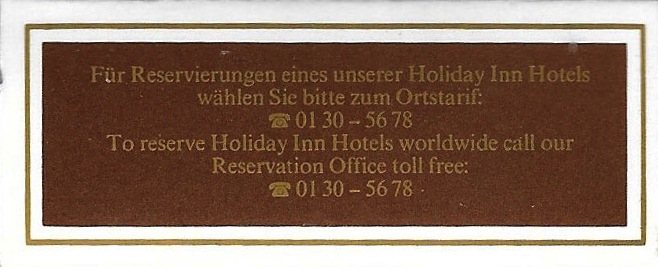 Für Reservierungen eines unserer Holiday Inn Hotels
wählen Sie bitte zum Ortstarif:
☎ 01 30 – 56 78
To reserve Holiday Inn Hotels worldwide call our
Reservation Office toll free:
☎ 01 30 – 56 78